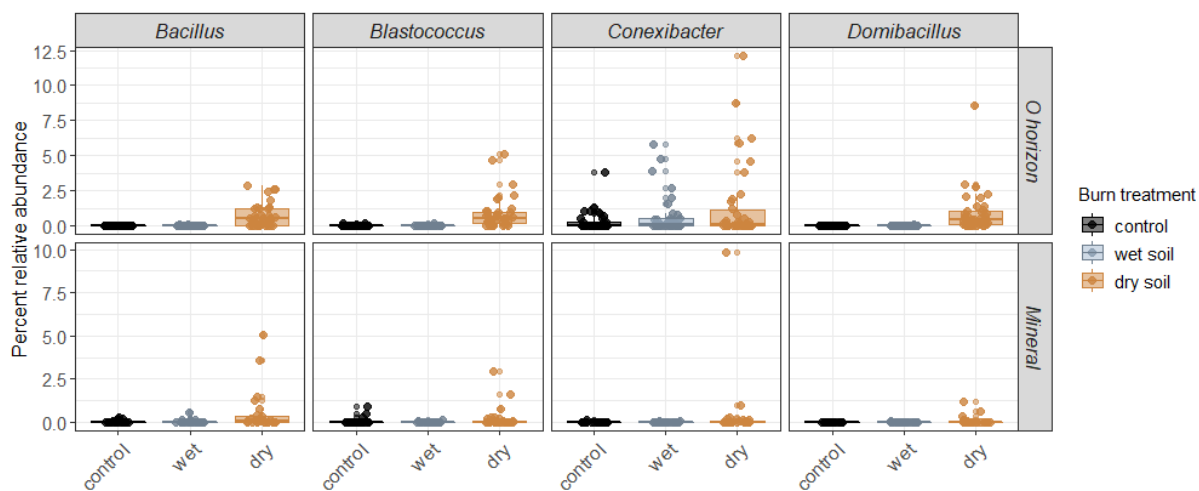 Bacillus
Blastococcus
Conexibacter
Domibacillus
Percent relative abundance
12.5
10.0
7.5
5.0
2.5
0.0
O horizon
10.0
7.5
5.0
2.5
0.0
Mineral
control
wet
dry
control
wet
dry
control
wet
dry
control
wet
dry
Burn treatment
control
wet soil
dry soil